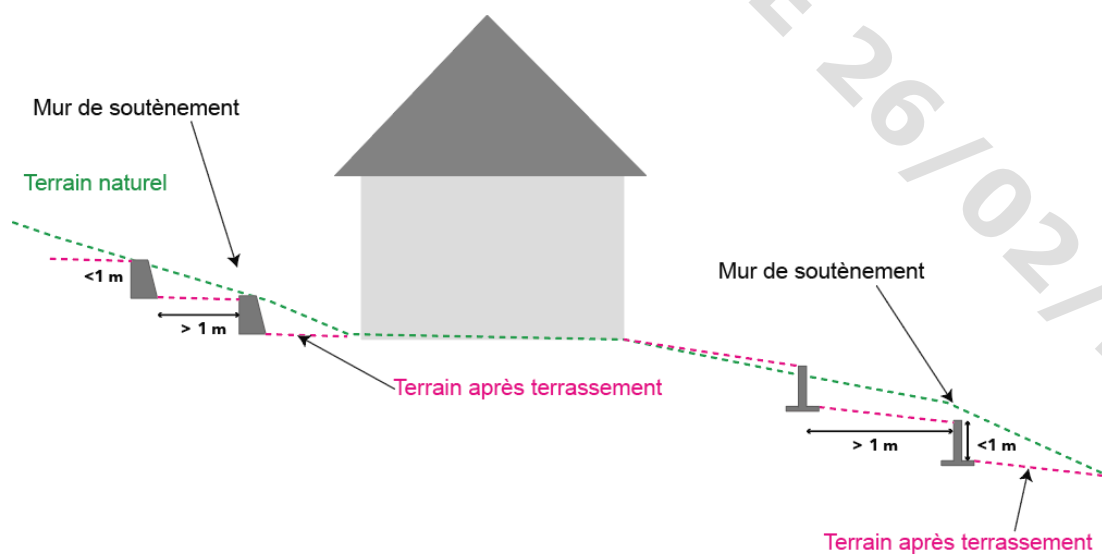 E 26/02/
Mur de soutènement
Terrain naturel
<1 m
> 1 m
Mur de soutènement
Terrain après terrassement
> 1 m
<1 m
Terrain après terrassement